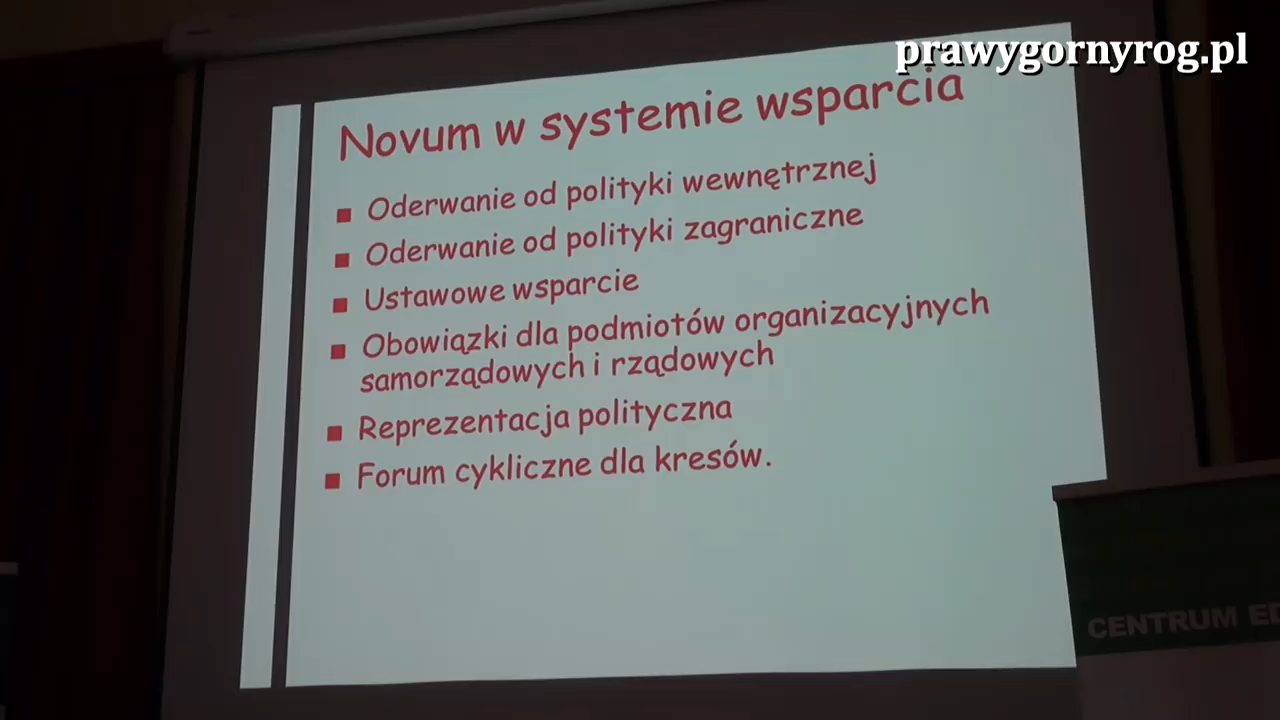 prawygornyrog.pl
Novum w systemie wsparcia
Oderwanie od polityki wewnętrznej
Oderwanie od polityki zagraniczne
Ustawowe wsparcie
Obowiązki dla podmiotów organizacyjnych
samorządowych i rządowych
Reprezentacja polityczna
Forum cykliczne dla kresów.
CENTRUM